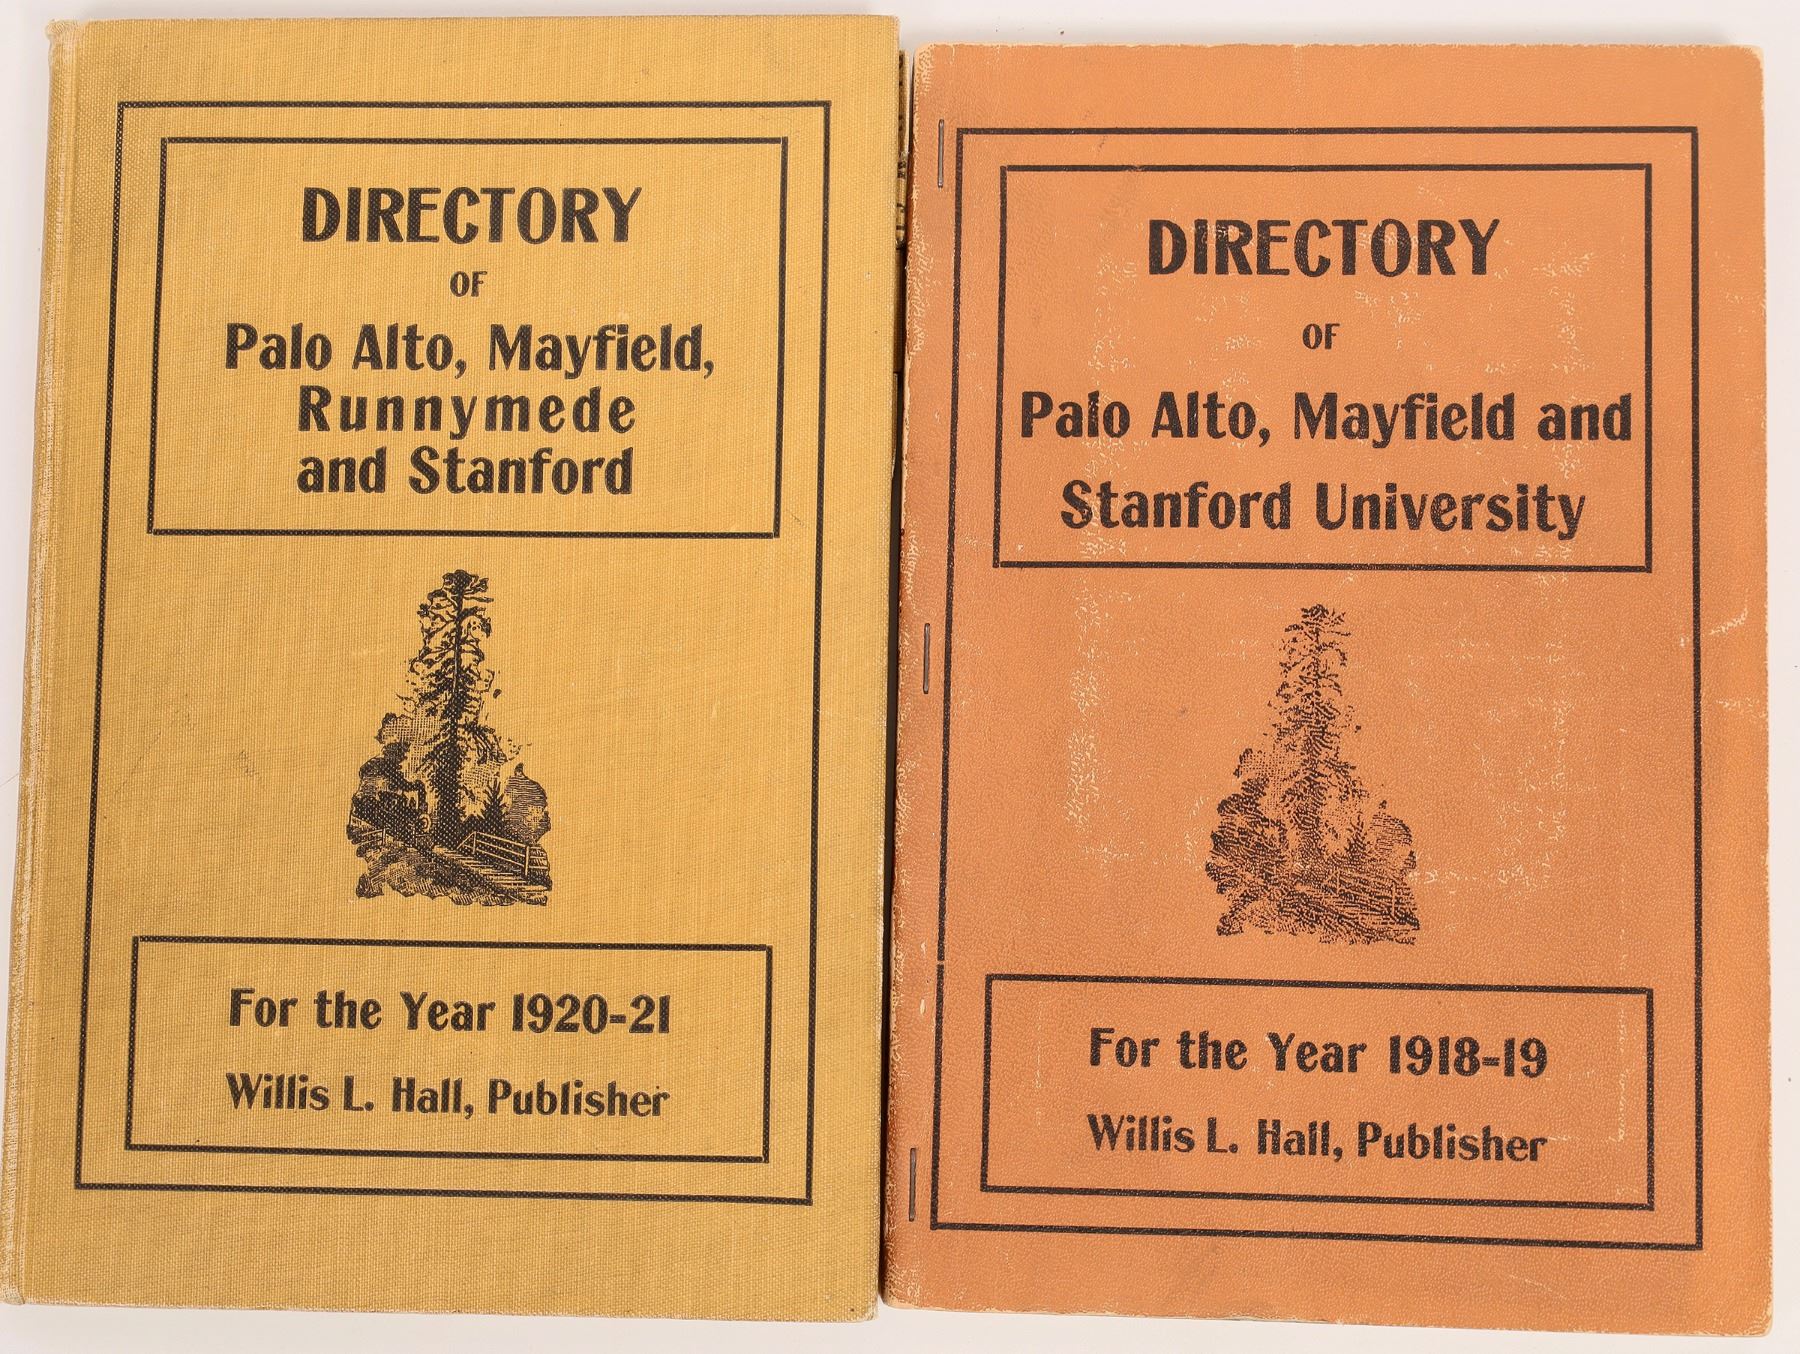 DIRECTORY
OF
Palo Alto, Mayfield,
Runnymede
and Stanford
For the Year 1920-21
Willis L. Hall, Publisher
DIRECTORY
OF
Palo Alto, Mayfield and
Stanford University
For the Year 1918-19
Willis L. Hall, Publisher